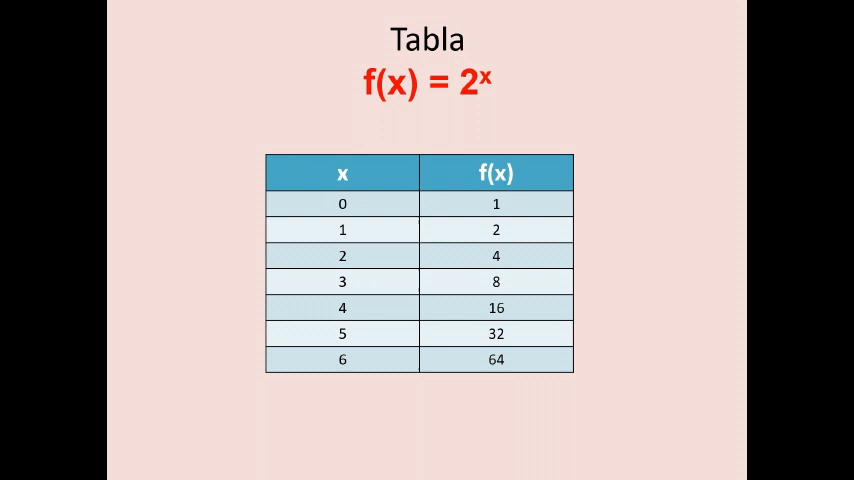 Tabla
f(x) = 2ˣ
x f(x)
0 1
1 2
2 4
3 8
4 16
5 32
6 64